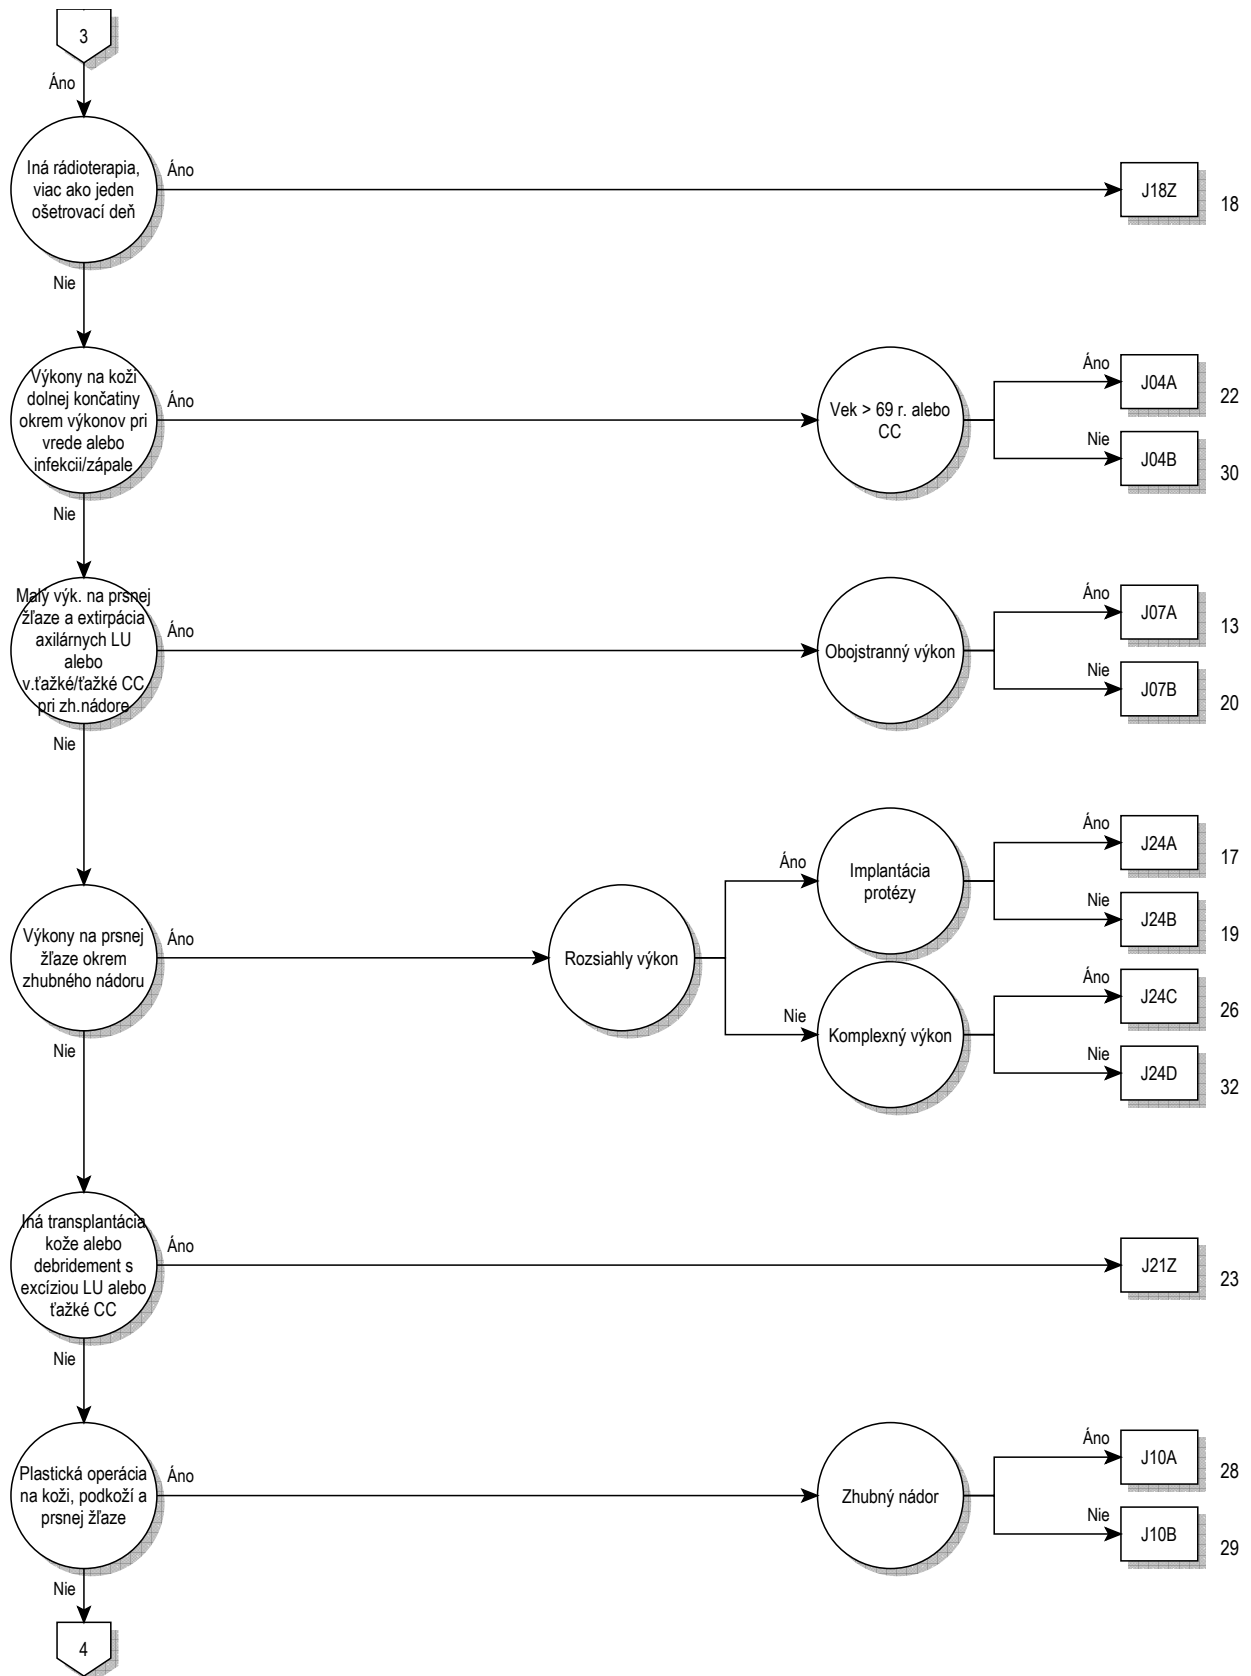 3
Áno
Iná rádioterapia,
viac ako jeden
ošetrovací deň
Áno
J18Z
18
Nie
Výkony na koži
dolnej končatiny
okrem výkonov pri
vrede alebo
infekcii/zápale
Áno
Vek > 69 r. alebo
CC
Áno
J04A
22
Nie
J04B
30
Nie
Malý výk. na prsnej
žľaze a extirpácia
axilárnych LU
alebo
v.ťažké/ťažké CC
pri zh.nádore
Áno
Obojstranný výkon
Áno
J07A
13
Nie
J07B
20
Nie
Výkony na prsnej
žľaze okrem
zhubného nádoru
Áno
Rozsiahly výkon
Áno
Implantácia
protézy
Áno
J24A
17
Nie
J24B
19
Nie
Komplexný výkon
Áno
J24C
26
Nie
J24D
32
Nie
Iná transplantácia
kože alebo
debridement s
excíziou LU alebo
ťažké CC
Áno
J21Z
23
Nie
Plastická operácia
na koži, podkoží a
prsnej žľaze
Áno
Zhubný nádor
Áno
J10A
28
Nie
J10B
29
Nie
4